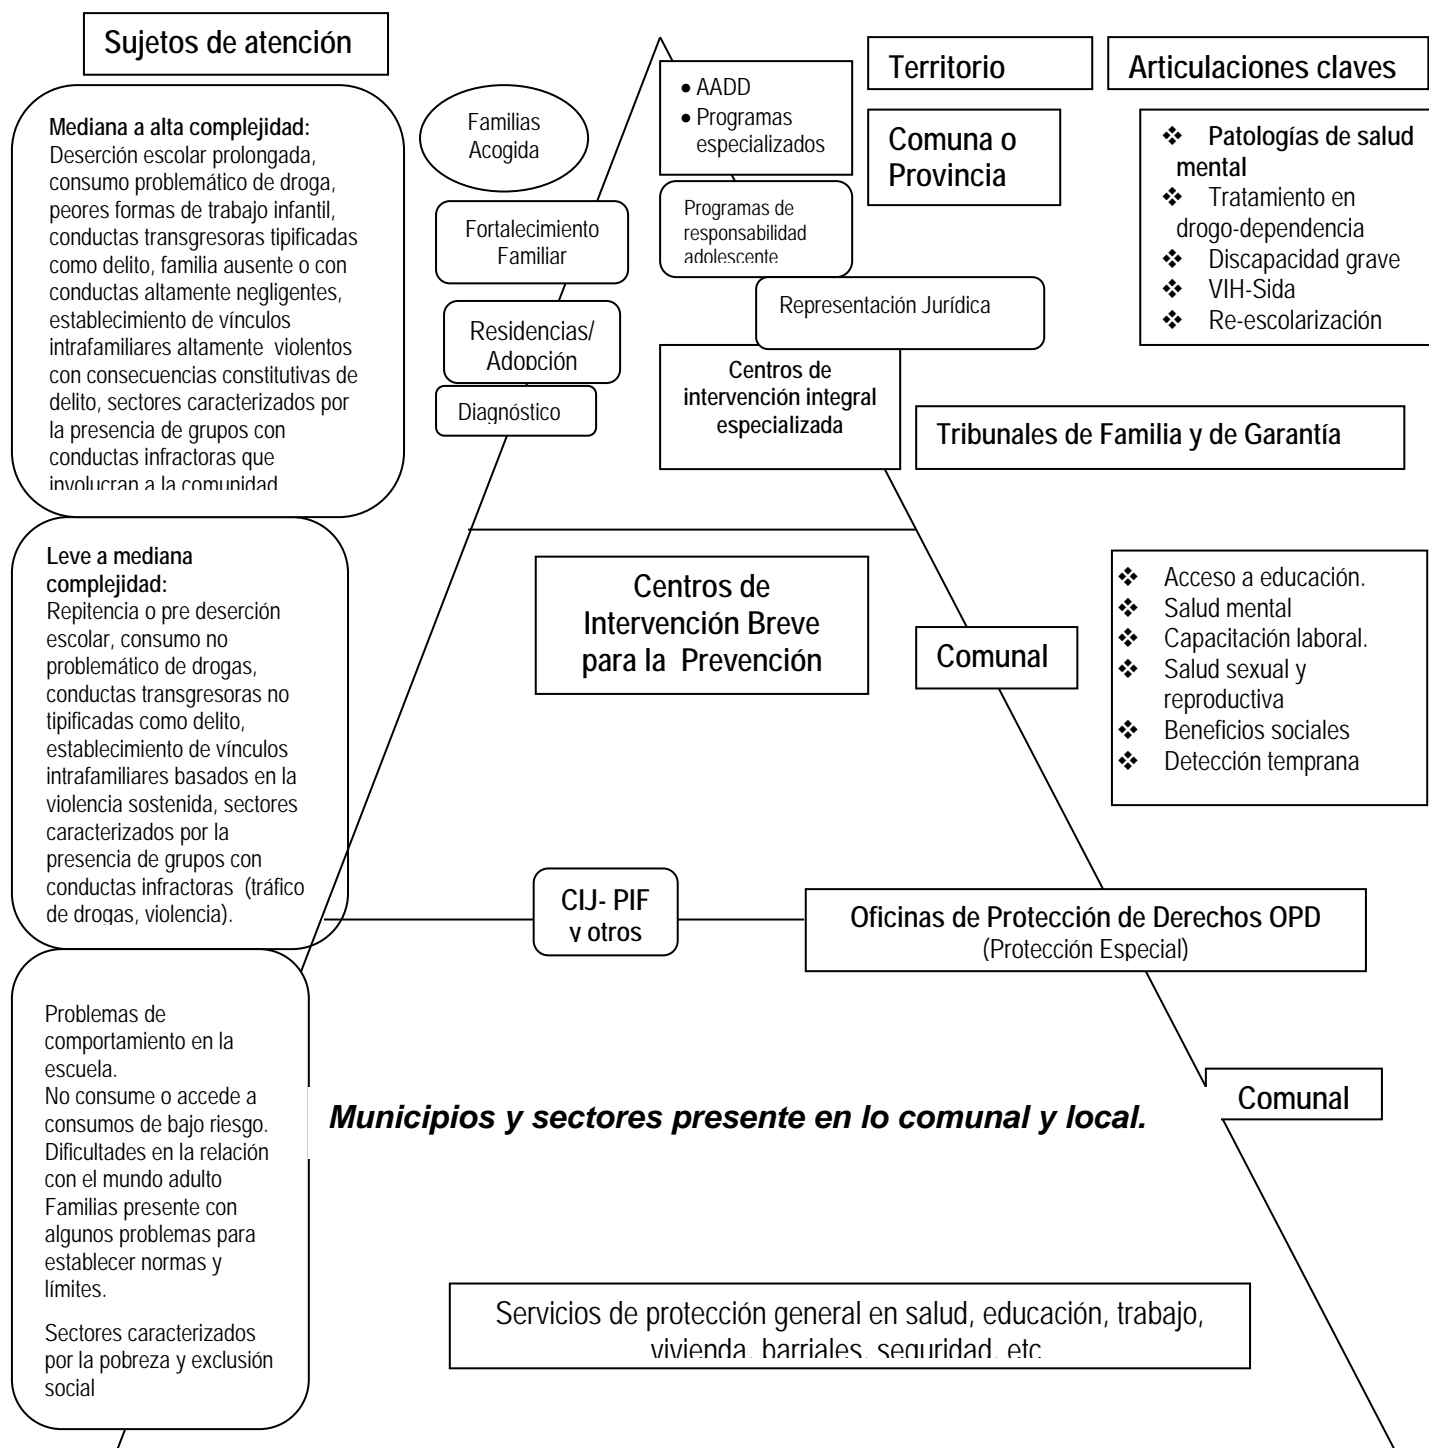 Sujetos de atención
Mediana a alta complejidad:
Deserción escolar prolongada,
consumo problemático de droga,
peores formas de trabajo infantil,
conductas transgresoras tipificadas
como delito, familia ausente o con
conductas altamente negligentes,
establecimiento de vínculos
intrafamiliares altamente violentos
con consecuencias constitutivas de
delito, sectores caracterizados por
la presencia de grupos con
conductas infractoras que
involucran a la comunidad
Familias
Acogida
Fortalecimiento
Familiar
Residencias/
Adopción
Diagnóstico
• AADD
• Programas
especializados
Programas de
responsabilidad
adolescente
Representación Jurídica
Centros de
intervención integral
especializada
Territorio
Comuna o
Provincia
Articulaciones claves
❖ Patologías de salud
mental
❖ Tratamiento en
drogo-dependencia
❖ Discapacidad grave
❖ VIH-Sida
❖ Re-escolarización
Tribunales de Familia y de Garantía
Leve a mediana
complejidad:
Repitencia o pre deserción
escolar, consumo no
problemático de drogas,
conductas transgresoras no
tipificadas como delito,
establecimiento de vínculos
intrafamiliares basados en la
violencia sostenida, sectores
caracterizados por la
presencia de grupos con
conductas infractoras (tráfico
de drogas, violencia).
Centros de
Intervención Breve
para la Prevención
Comunal
❖ Acceso a educación.
❖ Salud mental
❖ Capacitación laboral.
❖ Salud sexual y
reproductiva
❖ Beneficios sociales
❖ Detección temprana
CIJ- PIF
y otros
Oficinas de Protección de Derechos OPD
(Protección Especial)
Problemas de
comportamiento en la
escuela.
No consume o accede a
consumos de bajo riesgo.
Dificultades en la relación
con el mundo adulto
Familias presente con
algunos problemas para
establecer normas y
límites.
Sectores caracterizados
por la pobreza y exclusión
social
Municipios y sectores presente en lo comunal y local.
Comunal
Servicios de protección general en salud, educación, trabajo,
vivienda, barriales, seguridad, etc